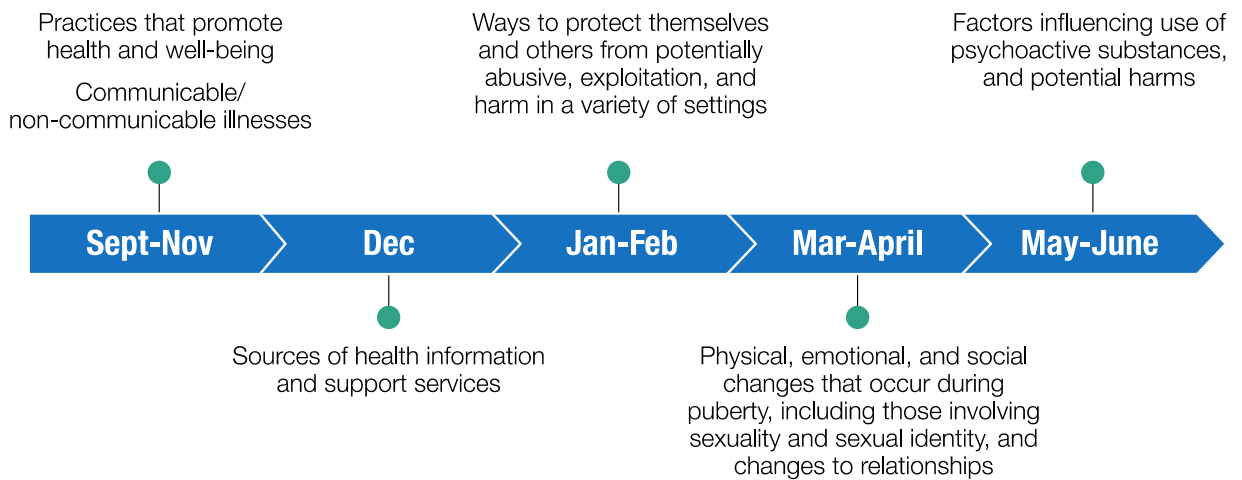 Practices that promote
health and well-being
Communicable/
non-communicable illnesses
Ways to protect themselves
and others from potentially
abusive, exploitation, and
harm in a variety of settings
Factors influencing use of
psychoactive substances,
and potential harms
Sept-Nov
Dec
Jan-Feb
Mar-April
May-June
Sources of health information
and support services
Physical, emotional, and social
changes that occur during
puberty, including those involving
sexuality and sexual identity, and
changes to relationships